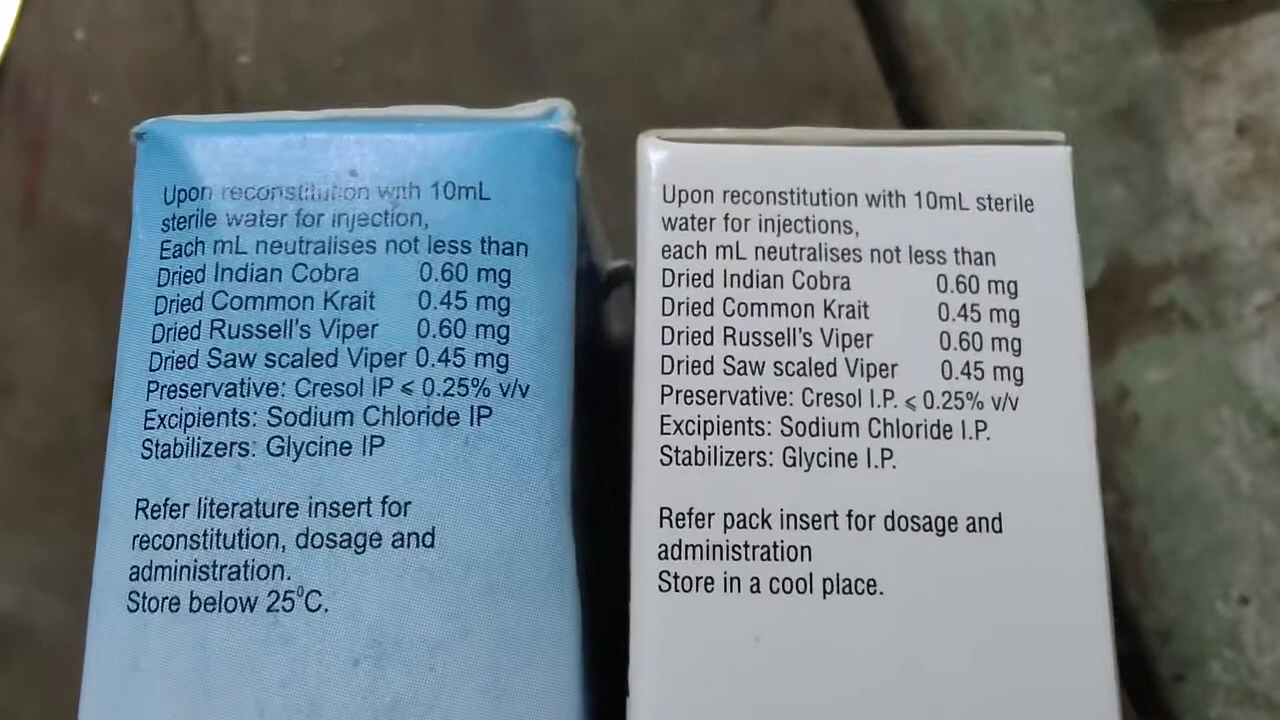 Upon reconstitution with 10mL
sterile water for injection,
Each mL neutralises not less than
Dried Indian Cobra 0.60 mg
Dried Common Krait 0.45 mg
Dried Russell's Viper 0.60 mg
Dried Saw scaled Viper 0.45 mg
Preservative: Cresol IP ⩽ 0.25% v/v
Excipients: Sodium Chloride IP
Stabilizers: Glycine IP
Refer literature insert for
reconstitution, dosage and
administration.
Store below 25⁰C.
Upon reconstitution with 10mL sterile
water for injections,
each mL neutralises not less than
Dried Indian Cobra 0.60 mg
Dried Common Krait 0.45 mg
Dried Russell's Viper 0.60 mg
Dried Saw scaled Viper 0.45 mg
Preservative: Cresol I.P. ⩽ 0.25% v/v
Excipients: Sodium Chloride I.P.
Stabilizers: Glycine I.P.
Refer pack insert for dosage and
administration
Store in a cool place.